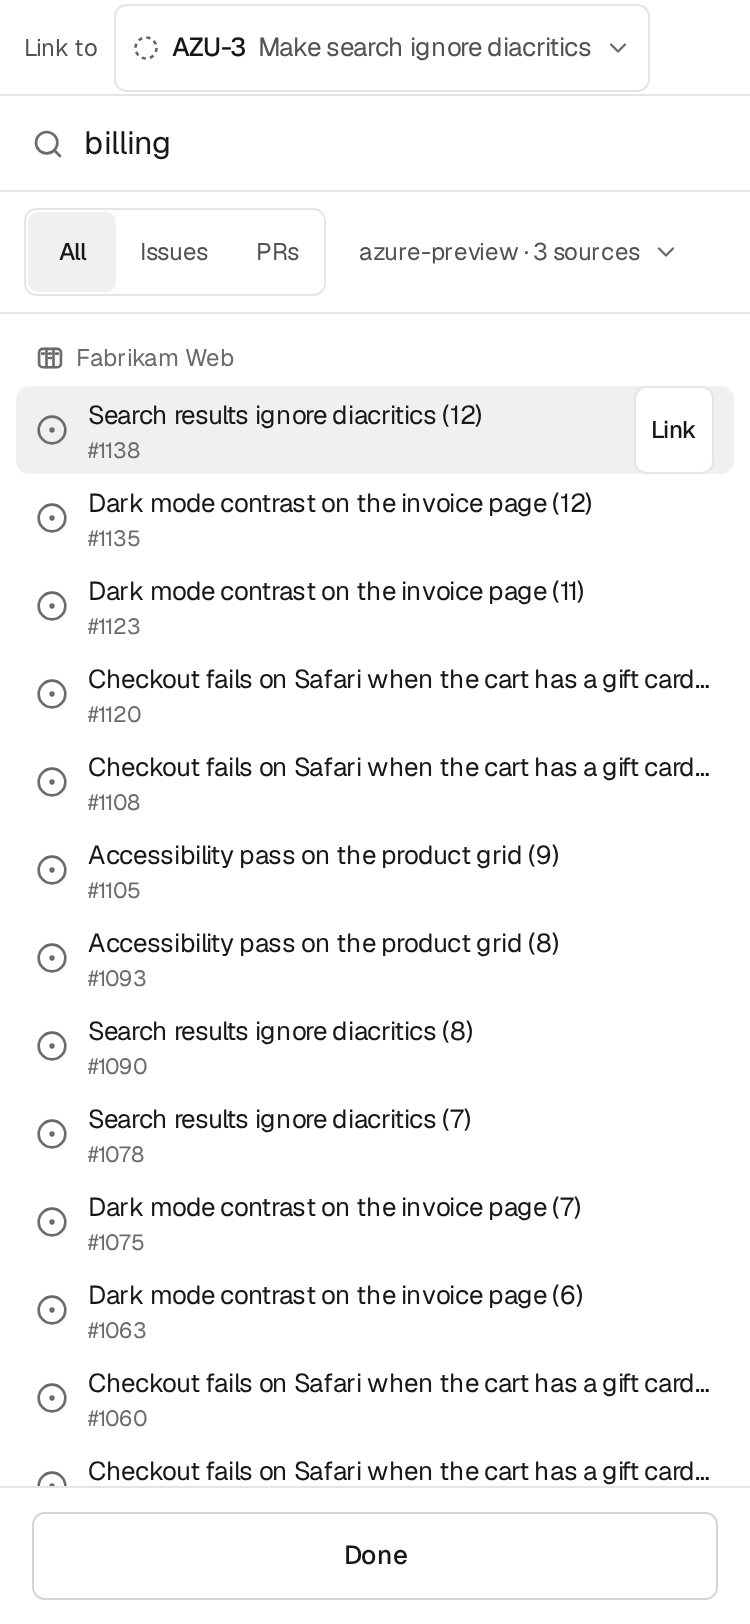 Link to AZU-3 Make search ignore diacritics
billing
All Issues PRs azure-preview · 3 sources
Fabrikam Web
Search results ignore diacritics (12)
#1138
Link
Dark mode contrast on the invoice page (12)
#1135
Dark mode contrast on the invoice page (11)
#1123
Checkout fails on Safari when the cart has a gift card...
#1120
Checkout fails on Safari when the cart has a gift card...
#1108
Accessibility pass on the product grid (9)
#1105
Accessibility pass on the product grid (8)
#1093
Search results ignore diacritics (8)
#1090
Search results ignore diacritics (7)
#1078
Dark mode contrast on the invoice page (7)
#1075
Dark mode contrast on the invoice page (6)
#1063
Checkout fails on Safari when the cart has a gift card...
#1060
Checkout fails on Safari when the cart has a gift card...
Done